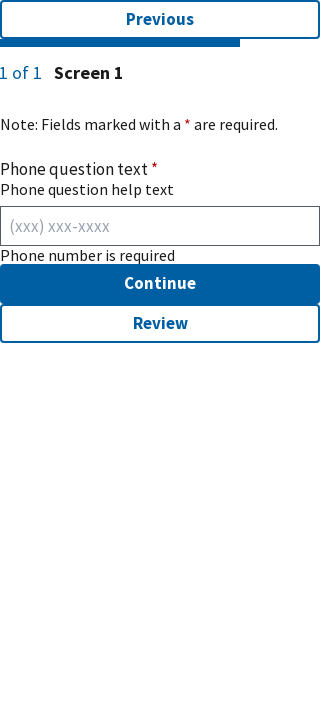 Previous
1 of 1 Screen 1
Note: Fields marked with a * are required.
Phone question text *
Phone question help text
(xxx) xxx-xxxx
Phone number is required
Continue
Review